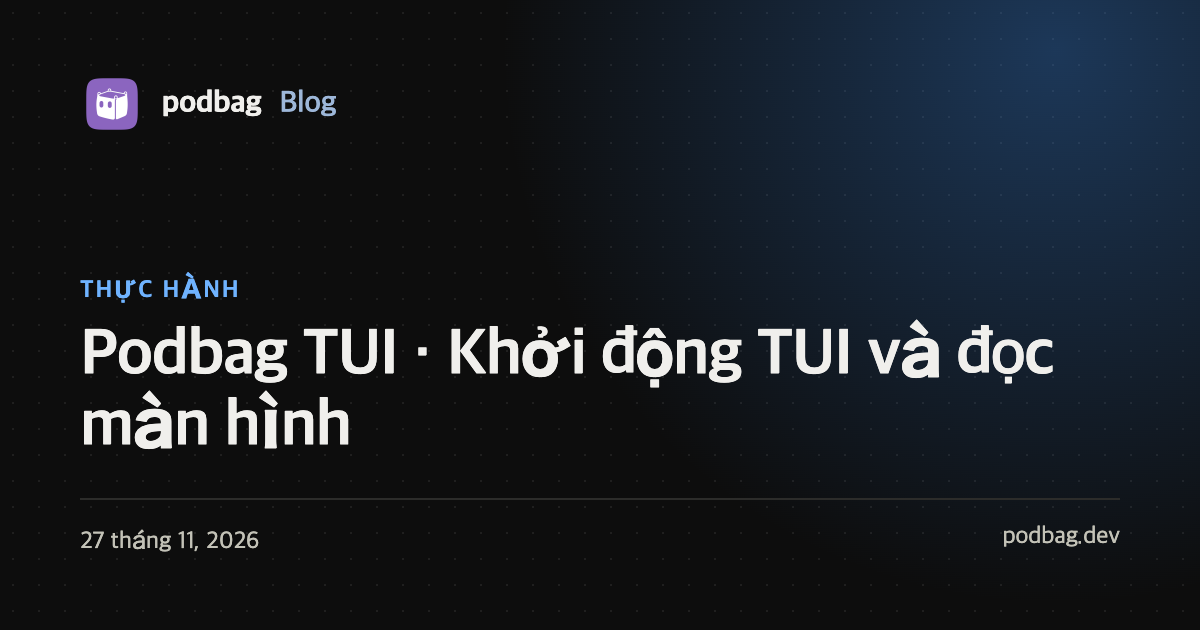 podbag Blog
THỰC HÀNH
Podbag TUI · Khởi động TUI và đọc
màn hình
27 tháng 11, 2026
podbag.dev